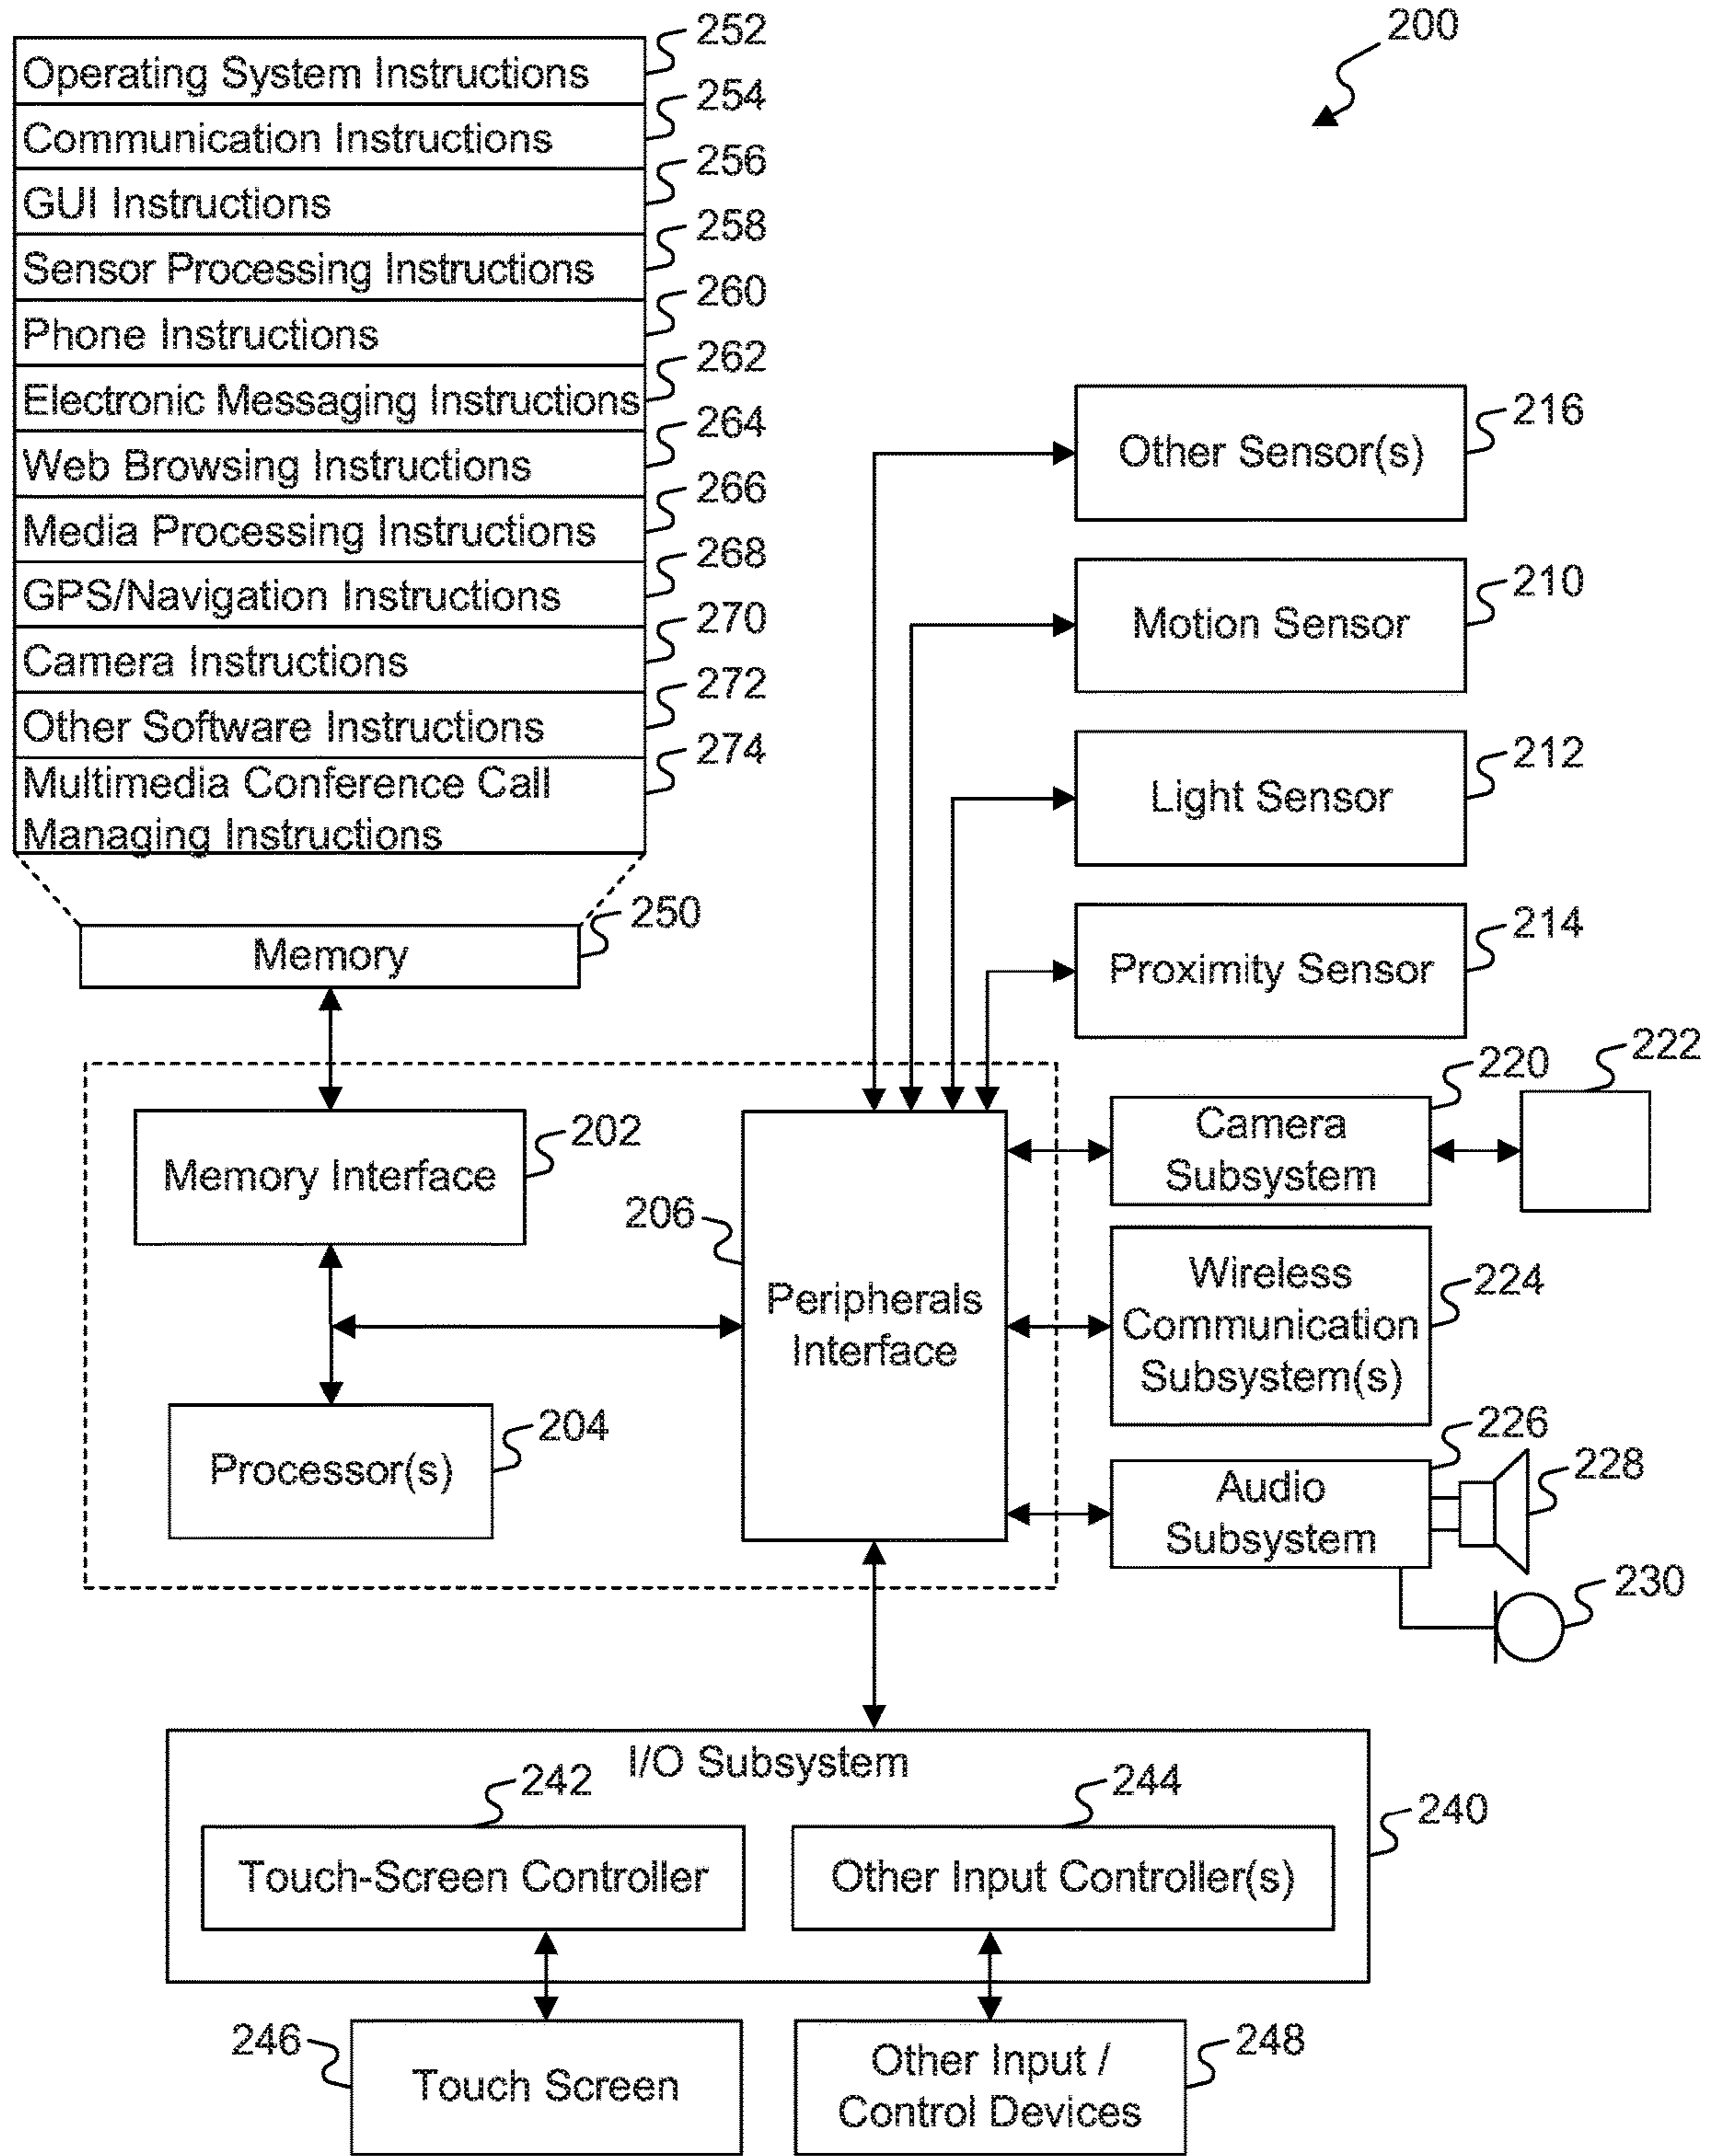 200
252
Operating System Instructions
254
Communication Instructions
256
GUI Instructions
258
Sensor Processing Instructions
260
Phone Instructions
262
Electronic Messaging Instructions
264
Web Browsing Instructions
266
Media Processing Instructions
268
GPS/Navigation Instructions
270
Camera Instructions
272
Other Software Instructions
274
Multimedia Conference Call
Managing Instructions
250
Memory
216
Other Sensor(s)
210
Motion Sensor
212
Light Sensor
214
Proximity Sensor
220
222
Camera
Subsystem
202
Memory Interface
206
Peripherals
Interface
224
Wireless
Communication
Subsystem(s)
204
Processor(s)
226
228
Audio
Subsystem
230
I/O Subsystem
242
244
240
Touch-Screen Controller
Other Input Controller(s)
246
Touch Screen
248
Other Input /
Control Devices